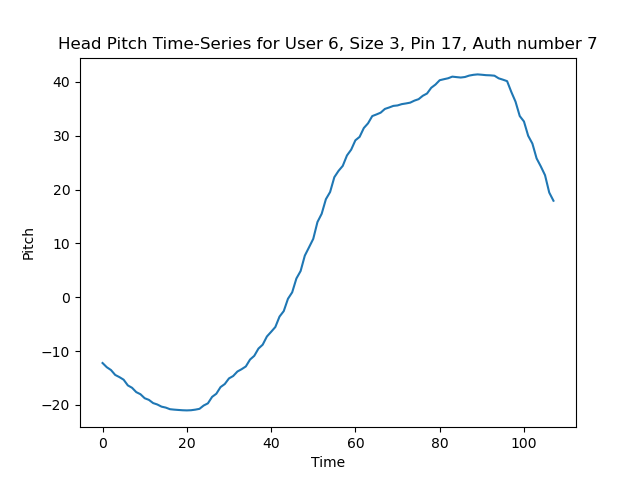 Head Pitch Time-Series for User 6, Size 3, Pin 17, Auth number 7
40
30
20
10
0
−10
−20
Pitch
0 20 40 60 80 100
Time